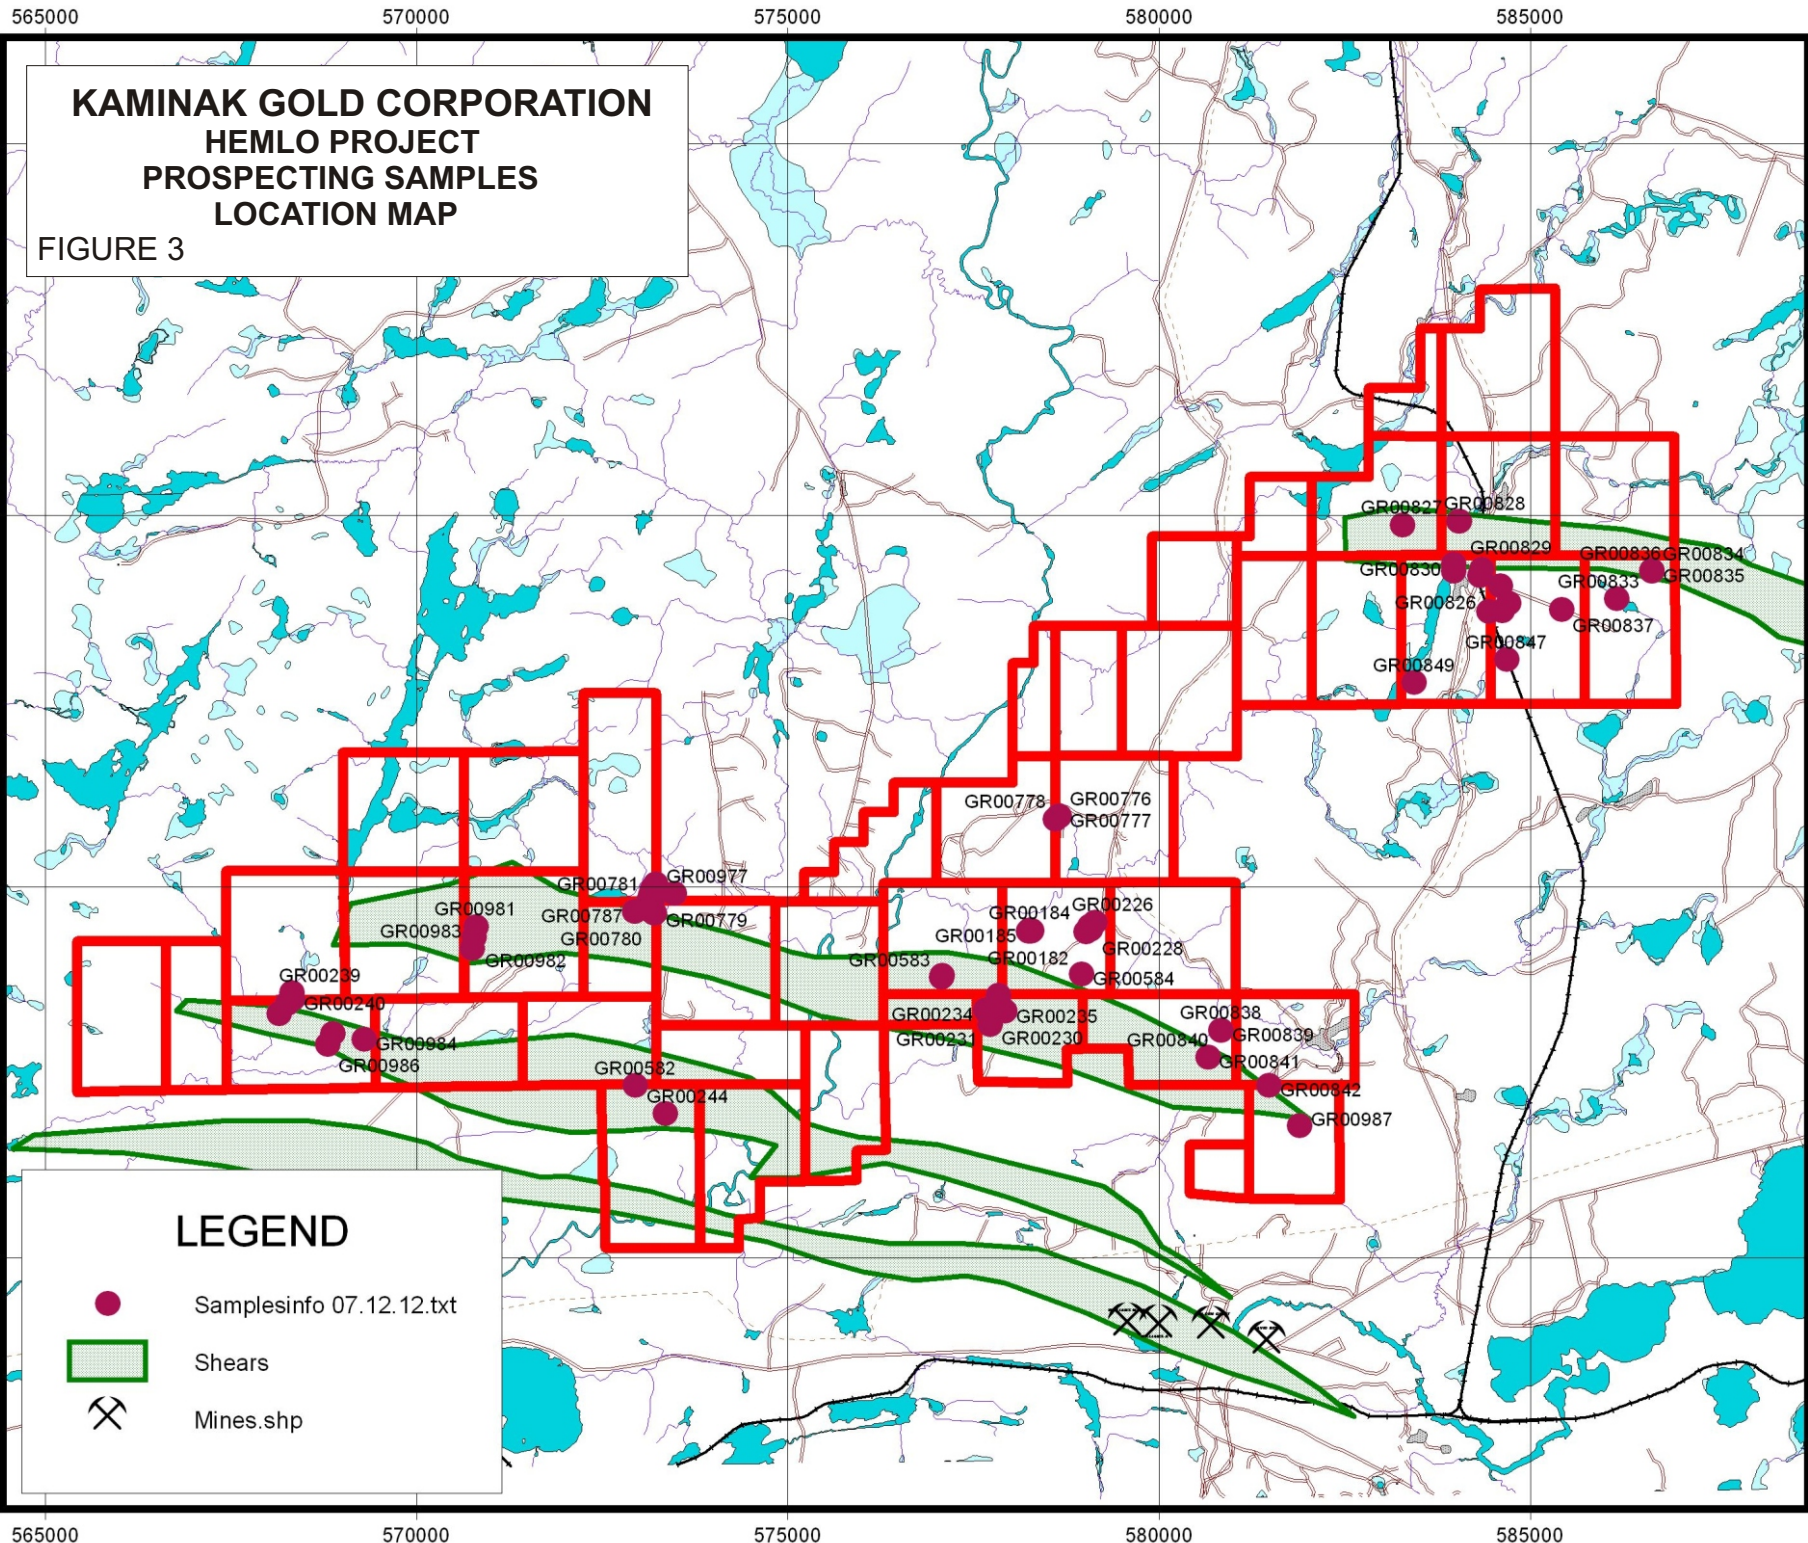 565000 570000 575000 580000 585000
KAMINAK GOLD CORPORATION
HEMLO PROJECT
PROSPECTING SAMPLES
LOCATION MAP
FIGURE 3
GR00827 GR00828
GR00829
GR00836 GR00834
GR00830
GR00833 GR00835
GR00826
GR00837
GR00847
GR00849
GR00778 GR00776
GR00777
GR00781 GR00977
GR00981 GR00787 GR00779
GR00983 GR00780
GR00982
GR00184 GR00226
GR00185
GR00228
GR00583 GR00182
GR00584
GR00239
GR00240
GR00234 GR00235
GR00231 GR00230
GR00838
GR00840 GR00839
GR00841
GR00984
GR00986
GR00582
GR00244
GR00842
GR00987
LEGEND
Samplesinfo 07.12.12.txt
Shears
Mines.shp
565000 570000 575000 580000 585000